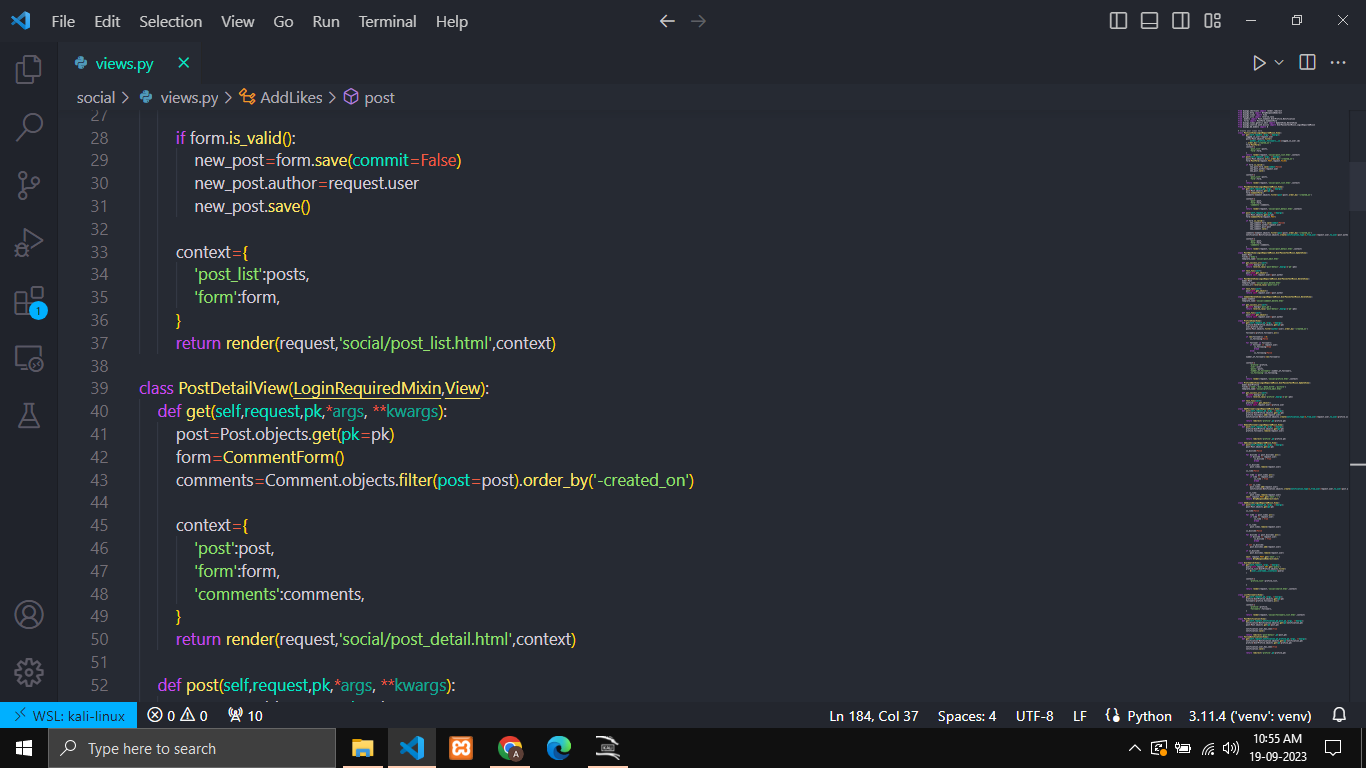 File Edit Selection View Go Run Terminal Help
views.py
social > views.py > AddLikes > post
27
28 if form.is_valid():
29 new_post=form.save(commit=False)
30 new_post.author=request.user
31 new_post.save()
32
33 context={
34 'post_list':posts,
35 'form':form,
36 }
37 return render(request,'social/post_list.html',context)
38
39 class PostDetailView(LoginRequiredMixin,View):
40 def get(self,request,pk,*args, **kwargs):
41 post=Post.objects.get(pk=pk)
42 form=CommentForm()
43 comments=Comment.objects.filter(post=post).order_by('-created_on')
44
45 context={
46 'post':post,
47 'form':form,
48 'comments':comments,
49 }
50 return render(request,'social/post_detail.html',context)
51
52 def post(self,request,pk,*args, **kwargs):
1
WSL: kali-linux 0 0 10 Ln 184, Col 37 Spaces: 4 UTF-8 LF Python 3.11.4 ('venv': venv)
Type here to search
10:55 AM
19-09-2023